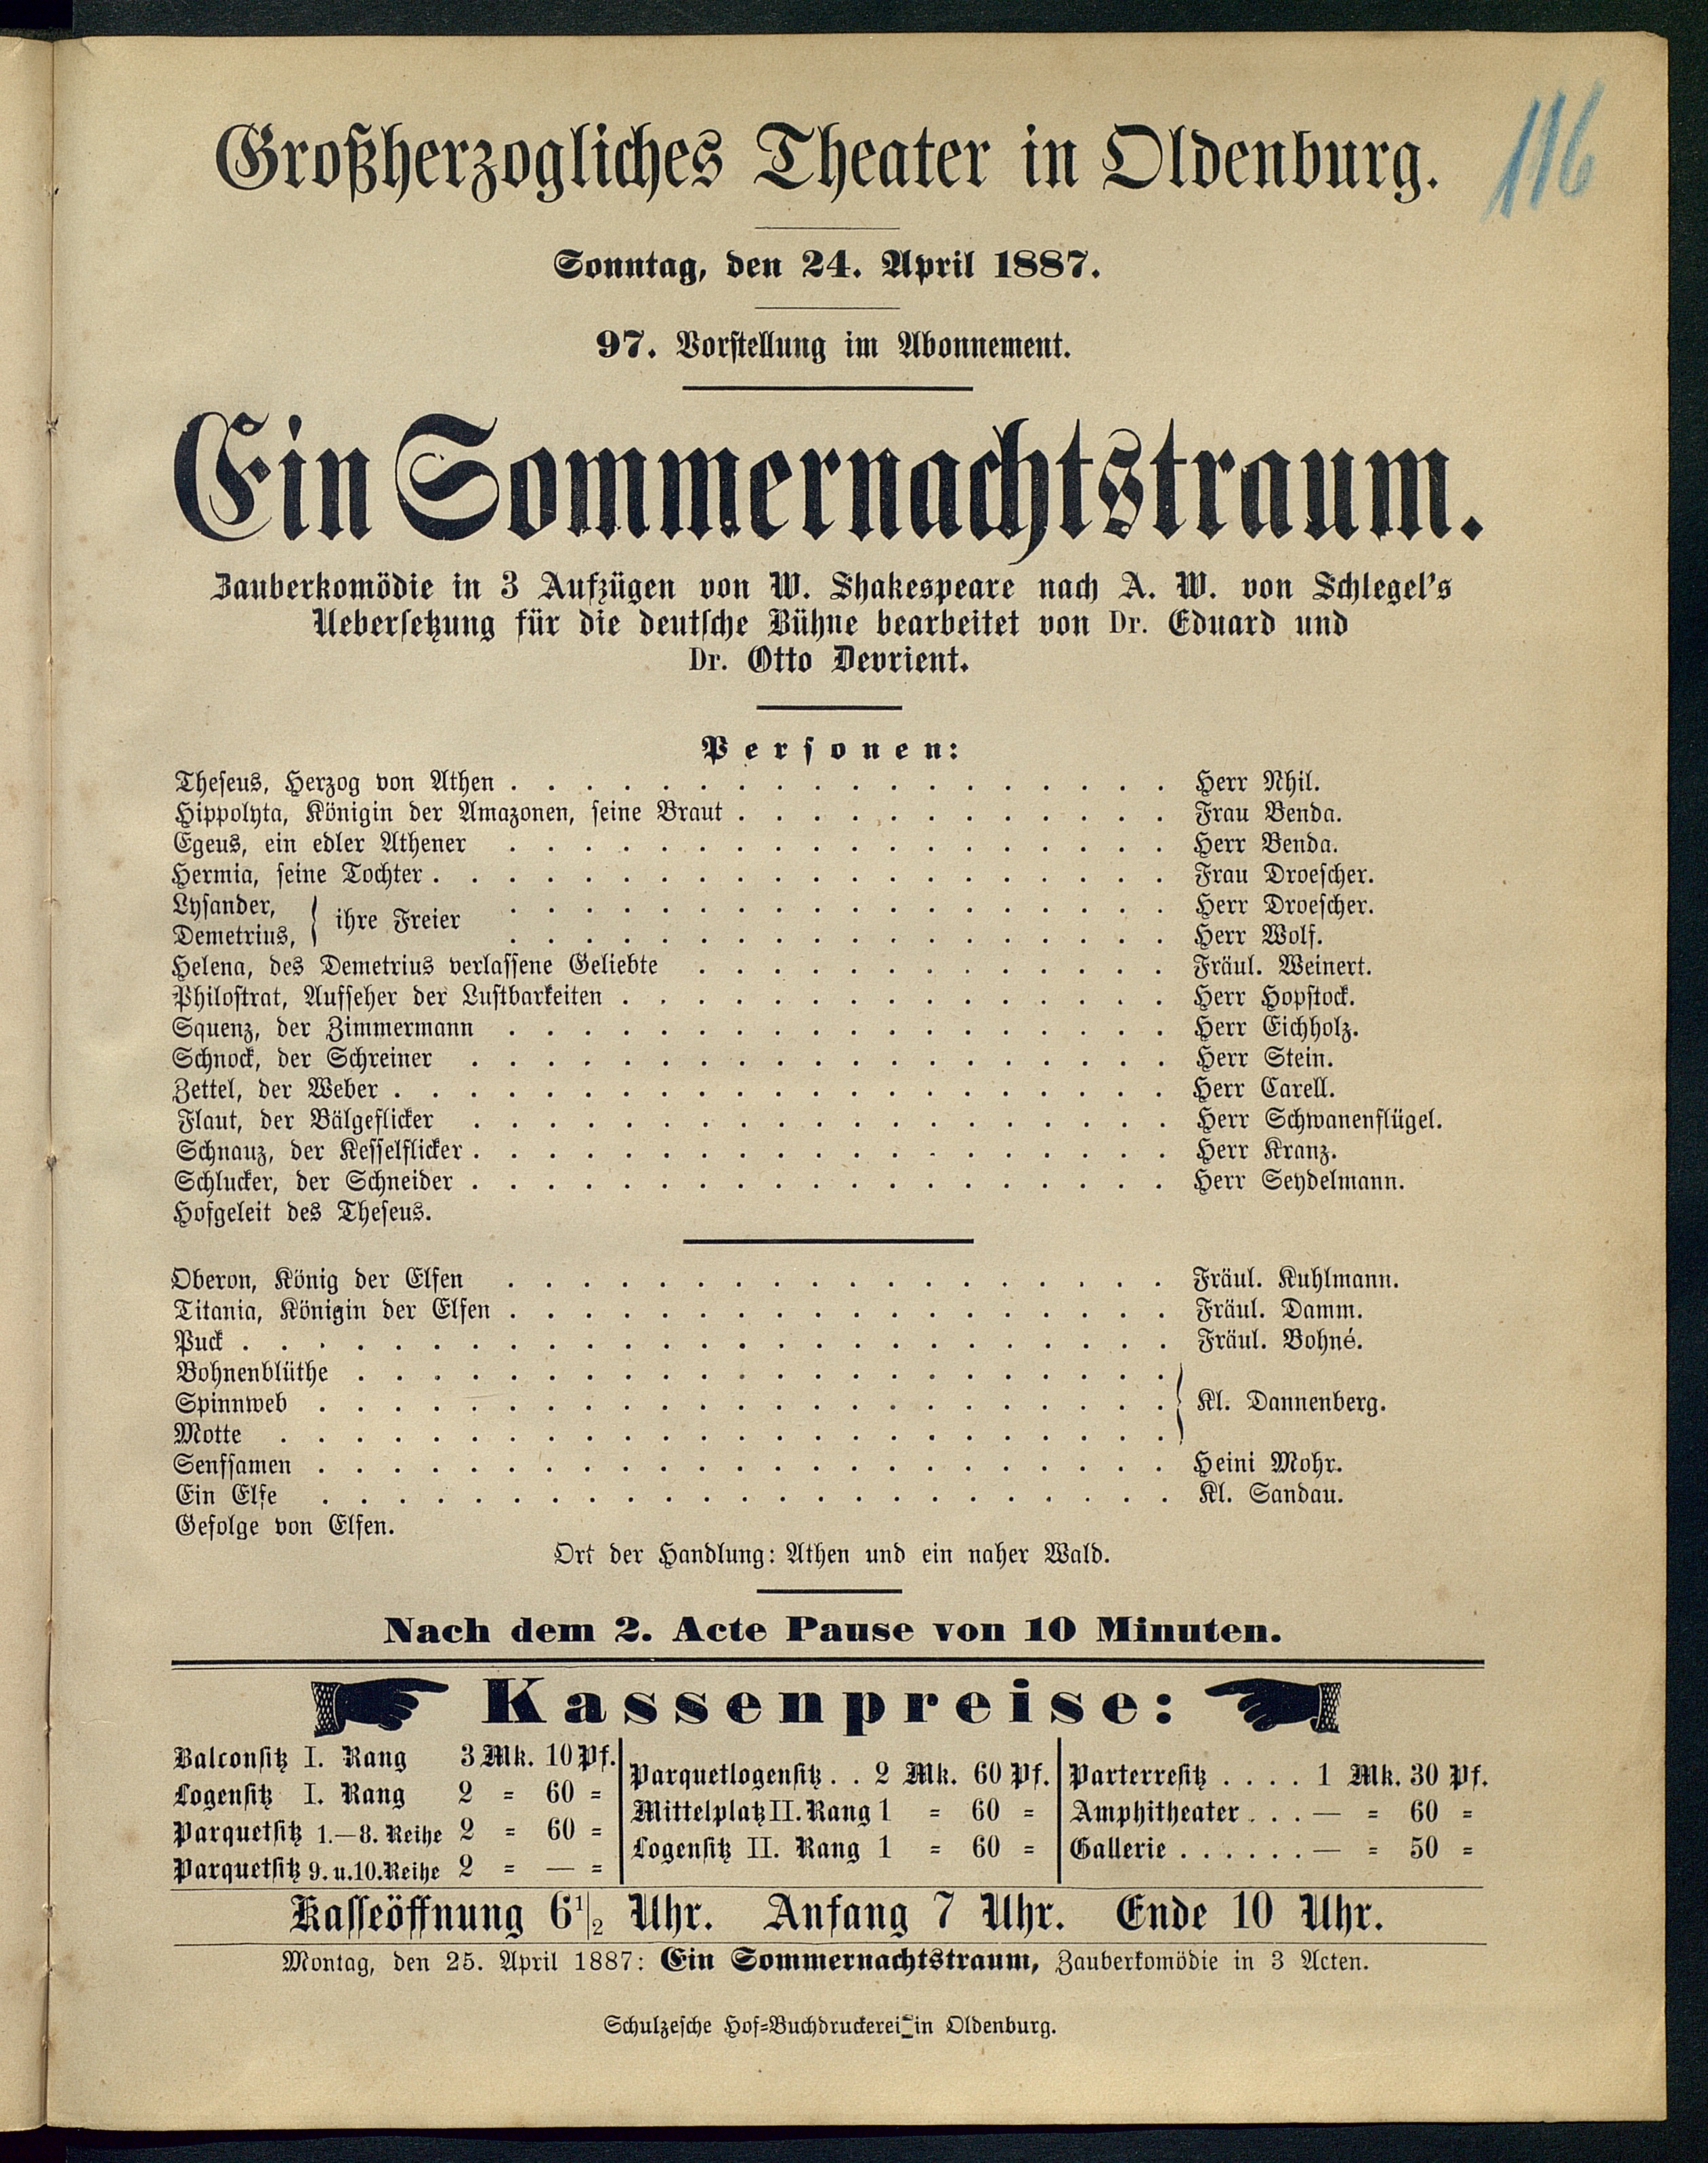 116
Großherzogliches Theater in Oldenburg.
Sonntag, den 24. April 1887.
97. Vorstellung im Abonnement.
Ein Sommernachtstraum.
Zauberkomödie in 3 Aufzügen von W. Shakespeare nach A. W. von Schlegel's
Uebersetzung für die deutsche Bühne bearbeitet von Dr. Eduard und
Dr. Otto Devrient.
Personen:
Theseus, Herzog von Athen . . . . . . . . . . . . . . . . . . Herr Nhil.
Hippolyta, Königin der Amazonen, seine Braut . . . . . . . . . . . . Frau Benda.
Egeus, ein edler Athener . . . . . . . . . . . . . . . . . . Herr Benda.
Hermia, seine Tochter . . . . . . . . . . . . . . . . . . . . Frau Droescher.
Lysander, } ihre Freier . . . . . . . . . . . . . . . . . . Herr Droescher.
Demetrius, } . . . . . . . . . . . . . . . . . . Herr Wolf.
Helena, des Demetrius verlassene Geliebte . . . . . . . . . . . . . Fräul. Weinert.
Philostrat, Aufseher der Lustbarkeiten . . . . . . . . . . . . . . . Herr Hopstock.
Squenz, der Zimmermann . . . . . . . . . . . . . . . . . . Herr Eichholz.
Schnock, der Schreiner . . . . . . . . . . . . . . . . . . . Herr Stein.
Zettel, der Weber . . . . . . . . . . . . . . . . . . . . . Herr Carell.
Flaut, der Bälgeflicker . . . . . . . . . . . . . . . . . . . Herr Schwanenflügel.
Schnauz, der Kesselflicker . . . . . . . . . . . . . . . . . . . Herr Kranz.
Schlucker, der Schneider . . . . . . . . . . . . . . . . . . . Herr Seydelmann.
Hofgeleit des Theseus.
Oberon, König der Elfen . . . . . . . . . . . . . . . . . . Fräul. Kuhlmann.
Titania, Königin der Elfen . . . . . . . . . . . . . . . . . . Fräul. Damm.
Puck . . . . . . . . . . . . . . . . . . . . . . . . . Fräul. Bohné.
Bohnenblüthe . . . . . . . . . . . . . . . . . . . . . . }
Spinnweb . . . . . . . . . . . . . . . . . . . . . . . } Kl. Dannenberg.
Motte . . . . . . . . . . . . . . . . . . . . . . . . }
Senfsamen . . . . . . . . . . . . . . . . . . . . . . . Heini Mohr.
Ein Elfe . . . . . . . . . . . . . . . . . . . . . . . Kl. Sandau.
Gefolge von Elfen.
Ort der Handlung: Athen und ein naher Wald.
Nach dem 2. Acte Pause von 10 Minuten.
Kassenpreise:
Balconsitz I. Rang 3 Mk. 10 Pf.
Logensitz I. Rang 2 = 60 =
Parquetsitz 1.—8. Reihe 2 = 60 =
Parquetsitz 9. u. 10. Reihe 2 = — =
Parquetlogensitz . . 2 Mk. 60 Pf.
Mittelplatz II. Rang 1 = 60 =
Logensitz II. Rang 1 = 60 =
Parterresitz . . . . 1 Mk. 30 Pf.
Amphitheater . . . — = 60 =
Gallerie . . . . . . — = 50 =
Kasseöffnung 6 1/2 Uhr. Anfang 7 Uhr. Ende 10 Uhr.
Montag, den 25. April 1887: Ein Sommernachtstraum, Zauberkomödie in 3 Acten.
Schulzesche Hof=Buchdruckerei in Oldenburg.